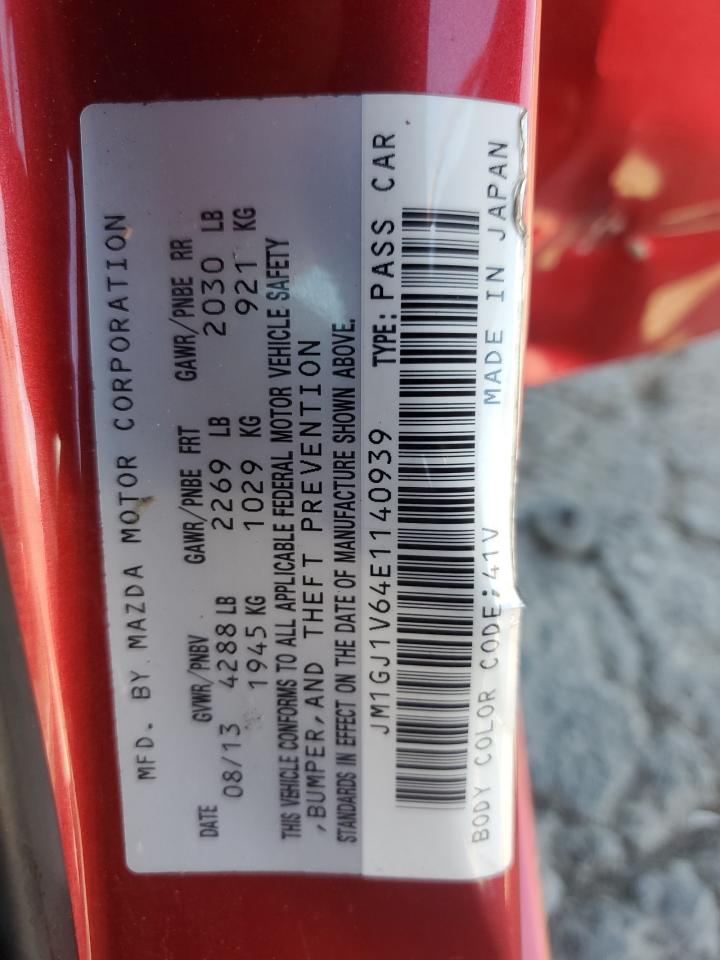 MFD. BY MAZDA MOTOR CORPORATION
DATE GVWR/PNBV GAWR/PNBE FRT GAWR/PNBE RR
08/13 4288 LB 2269 LB 2030 LB
1945 KG 1029 KG 921 KG
THIS VEHICLE CONFORMS TO ALL APPLICABLE FEDERAL MOTOR VEHICLE SAFETY
,BUMPER,AND THEFT PREVENTION
STANDARDS IN EFFECT ON THE DATE OF MANUFACTURE SHOWN ABOVE.
JM1GJ1V64E1140939 TYPE: PASS CAR
BODY COLOR CODE:41V MADE IN JAPAN